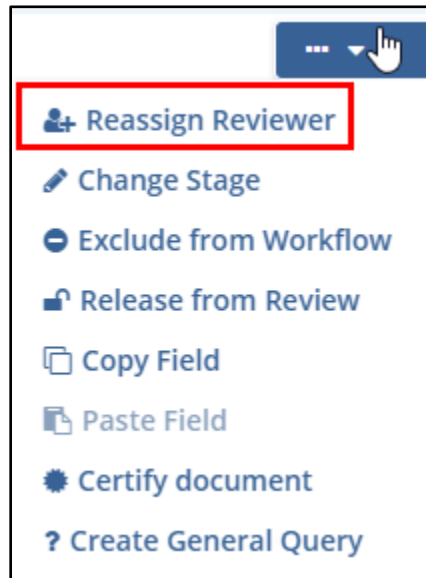 ...
Reassign Reviewer
Change Stage
Exclude from Workflow
Release from Review
Copy Field
Paste Field
Certify document
? Create General Query